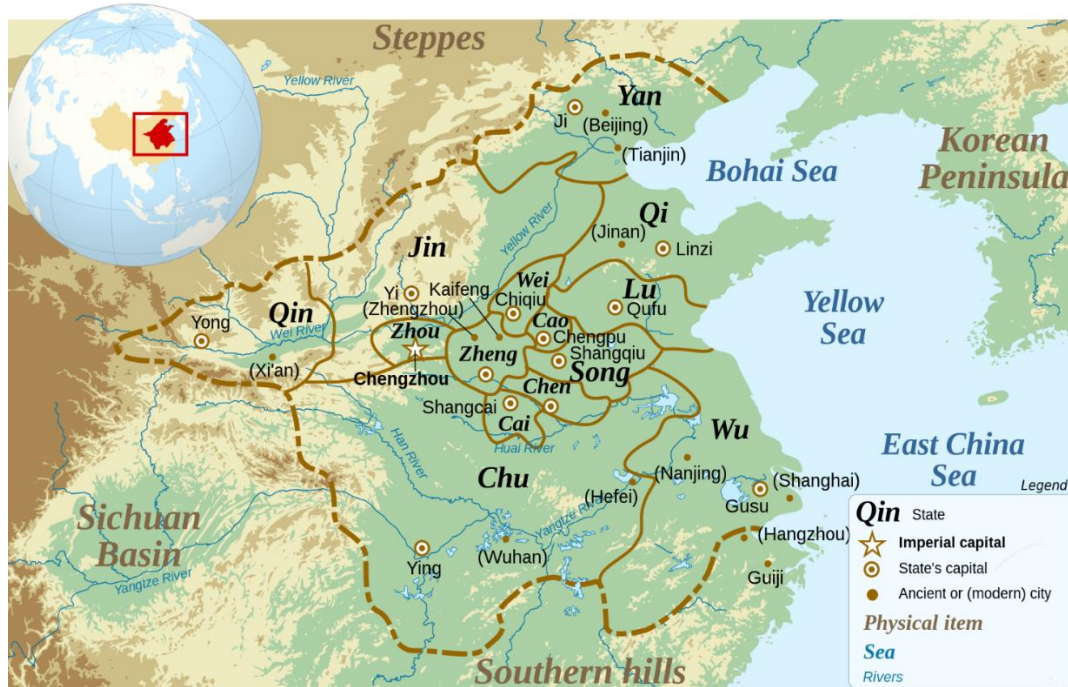 Steppes
Yellow River
Yan
Ji
(Beijing)
(Tianjin)
Bohai Sea
Korean
Peninsula
Qi
(Jinan)
Linzi
Yellow River
Jin
Yi
(Zhengzhou)
Kaifeng
Wei
Chiqiu
Lu
Qufu
Cao
Chengpu
Shangqiu
Song
Yellow
Sea
Qin
Yong
Wei River
(Xi'an)
Zhou
Chengzhou
Zheng
Chen
Shangcai
Cai
Huai River
Han River
Chu
Wu
(Nanjing)
(Hefei)
(Shanghai)
Gusu
East China
Sea
Sichuan
Basin
Yangtze River
Ying
(Wuhan)
Yangtze River
(Hangzhou)
Guiji
Southern hills
Legend
Qin State
Imperial capital
State's capital
Ancient or (modern) city
Physical item
Sea
Rivers